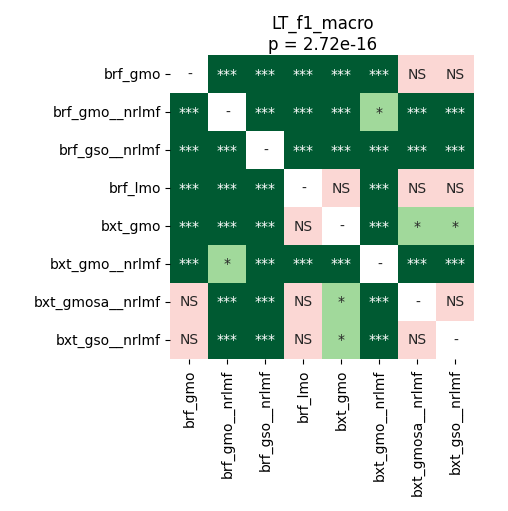 LT_f1_macro
p = 2.72e-16
brf_gmo - *** *** *** *** *** NS NS
brf_gmo__nrlmf *** - *** *** *** * *** ***
brf_gso__nrlmf *** *** - *** *** *** *** ***
brf_lmo *** *** *** - NS *** NS NS
bxt_gmo *** *** *** NS - *** * *
bxt_gmo__nrlmf *** * *** *** *** - *** ***
bxt_gmosa__nrlmf NS *** *** NS * *** - NS
bxt_gso__nrlmf NS *** *** NS * *** NS -
brf_gmo
brf_gmo__nrlmf
brf_gso__nrlmf
brf_lmo
bxt_gmo
bxt_gmo__nrlmf
bxt_gmosa__nrlmf
bxt_gso__nrlmf